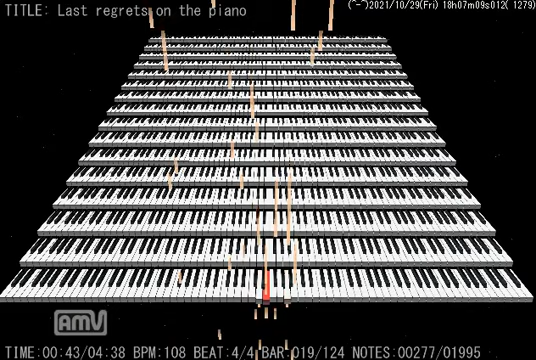 TITLE: Last regrets on the piano
(^-^)2021/10/29(Fri) 18h07m09s012( 1279)
AMV
TIME:00:43/04:38 BPM:108 BEAT:4/4 BAR:019/124 NOTES:00277/01995